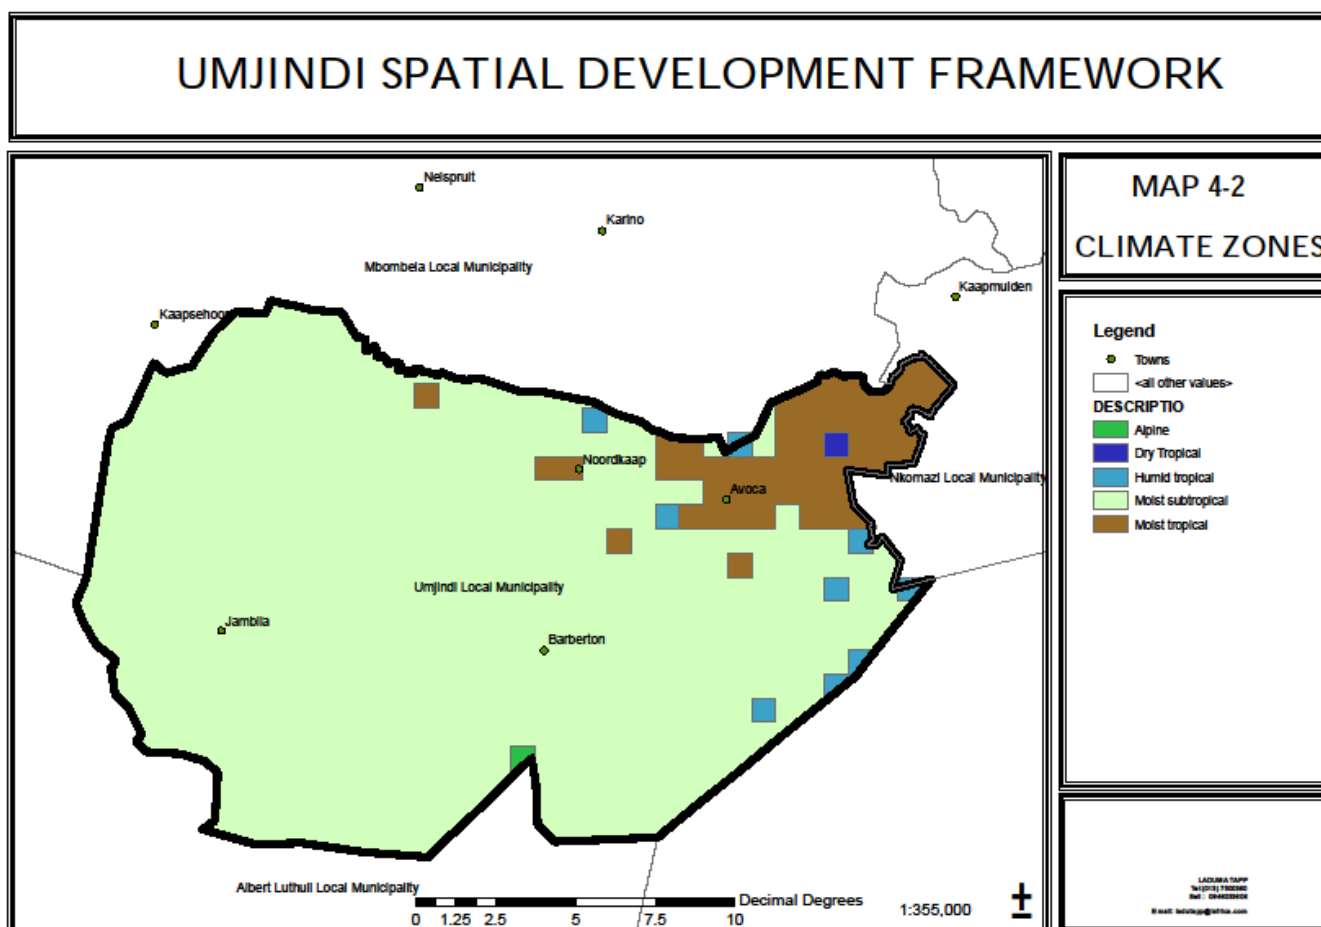 UMJINDI SPATIAL DEVELOPMENT FRAMEWORK
MAP 4-2
CLIMATE ZONES
Nelspruit
Karino
Mbombela Local Municipality
Kaapmuiden
Kaapsehoop
Noordkaap
Avoca
Nkomazi Local Municipality
Umjindi Local Municipality
Jambila
Barberton
Albert Luthuli Local Municipality
Decimal Degrees
0 1.25 2.5 5 7.5 10
1:355,000
Legend
Towns
<all other values>
DESCRIPTIO
Alpine
Dry Tropical
Humid tropical
Moist subtropical
Moist tropical
LADUMA TAPP